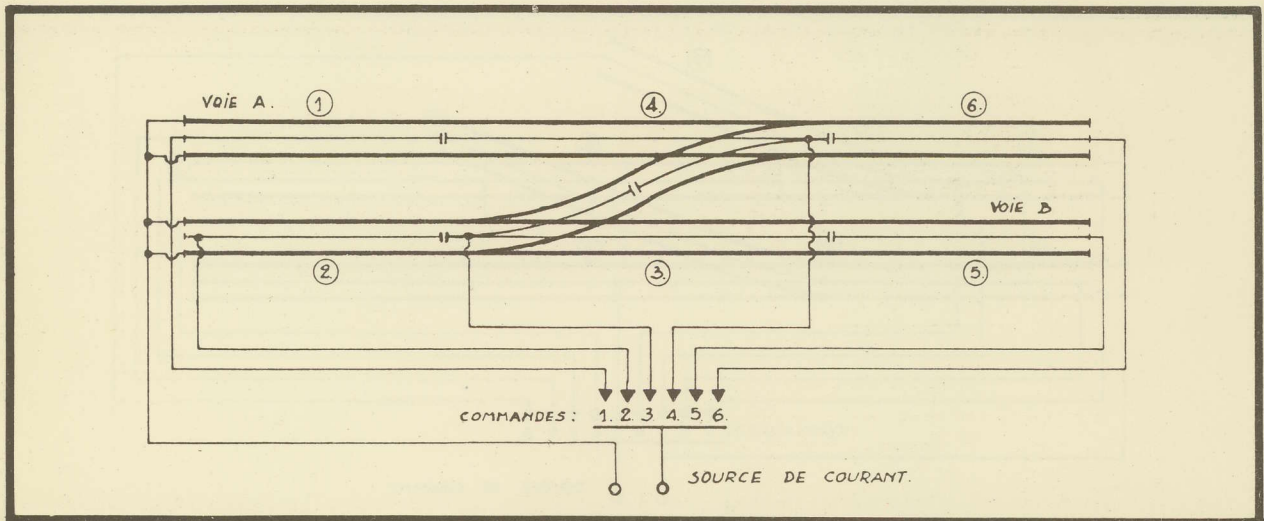 VOIE A. 1 4. 6.
VOIE B
2. 3. 5.
COMMANDES: 1. 2. 3. 4. 5. 6.
SOURCE DE COURANT.